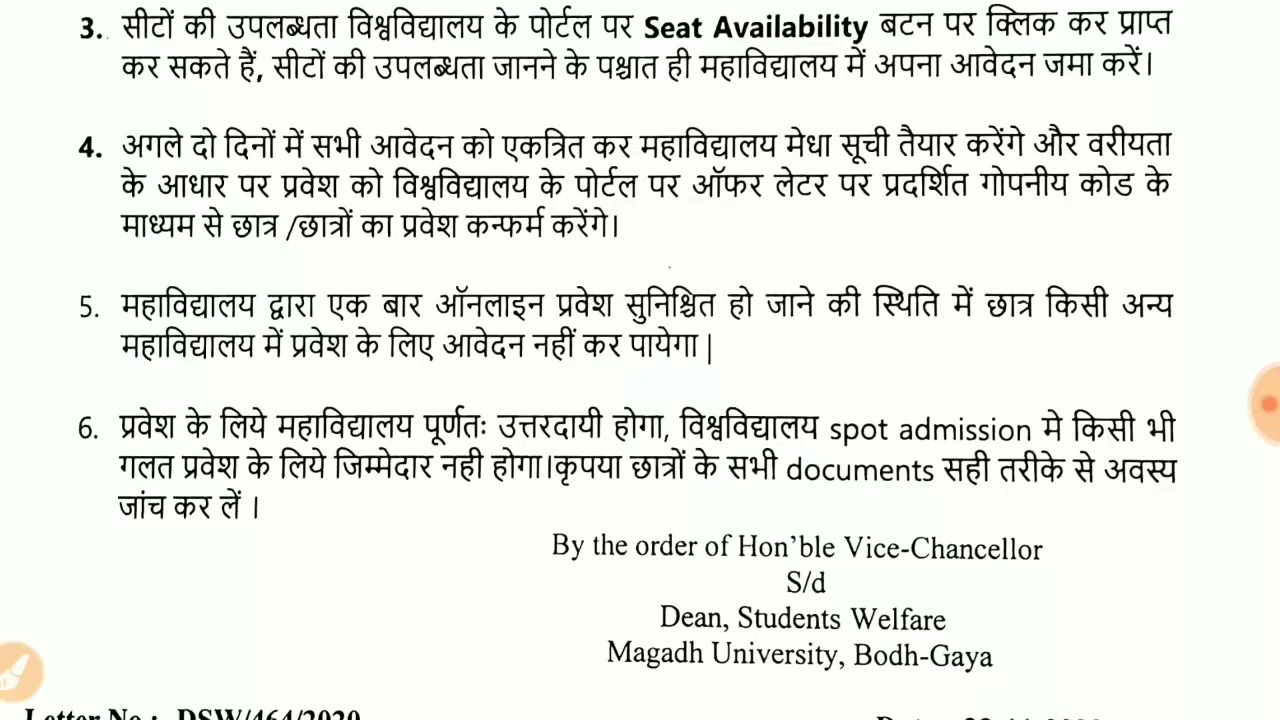 3. सीटों की उपलब्धता विश्वविद्यालय के पोर्टल पर Seat Availability बटन पर क्लिक कर प्राप्त
कर सकते हैं, सीटों की उपलब्धता जानने के पश्चात ही महाविद्यालय में अपना आवेदन जमा करें।
4. अगले दो दिनों में सभी आवेदन को एकत्रित कर महाविद्यालय मेधा सूची तैयार करेंगे और वरीयता
के आधार पर प्रवेश को विश्वविद्यालय के पोर्टल पर ऑफर लेटर पर प्रदर्शित गोपनीय कोड के
माध्यम से छात्र /छात्रों का प्रवेश कन्फर्म करेंगे।
5. महाविद्यालय द्वारा एक बार ऑनलाइन प्रवेश सुनिश्चित हो जाने की स्थिति में छात्र किसी अन्य
महाविद्यालय में प्रवेश के लिए आवेदन नहीं कर पायेगा |
6. प्रवेश के लिये महाविद्यालय पूर्णतः उत्तरदायी होगा, विश्वविद्यालय spot admission मे किसी भी
गलत प्रवेश के लिये जिम्मेदार नही होगा।कृपया छात्रों के सभी documents सही तरीके से अवस्य
जांच कर लें ।
By the order of Hon’ble Vice-Chancellor
S/d
Dean, Students Welfare
Magadh University, Bodh-Gaya
Letter No : DSW/464/2020